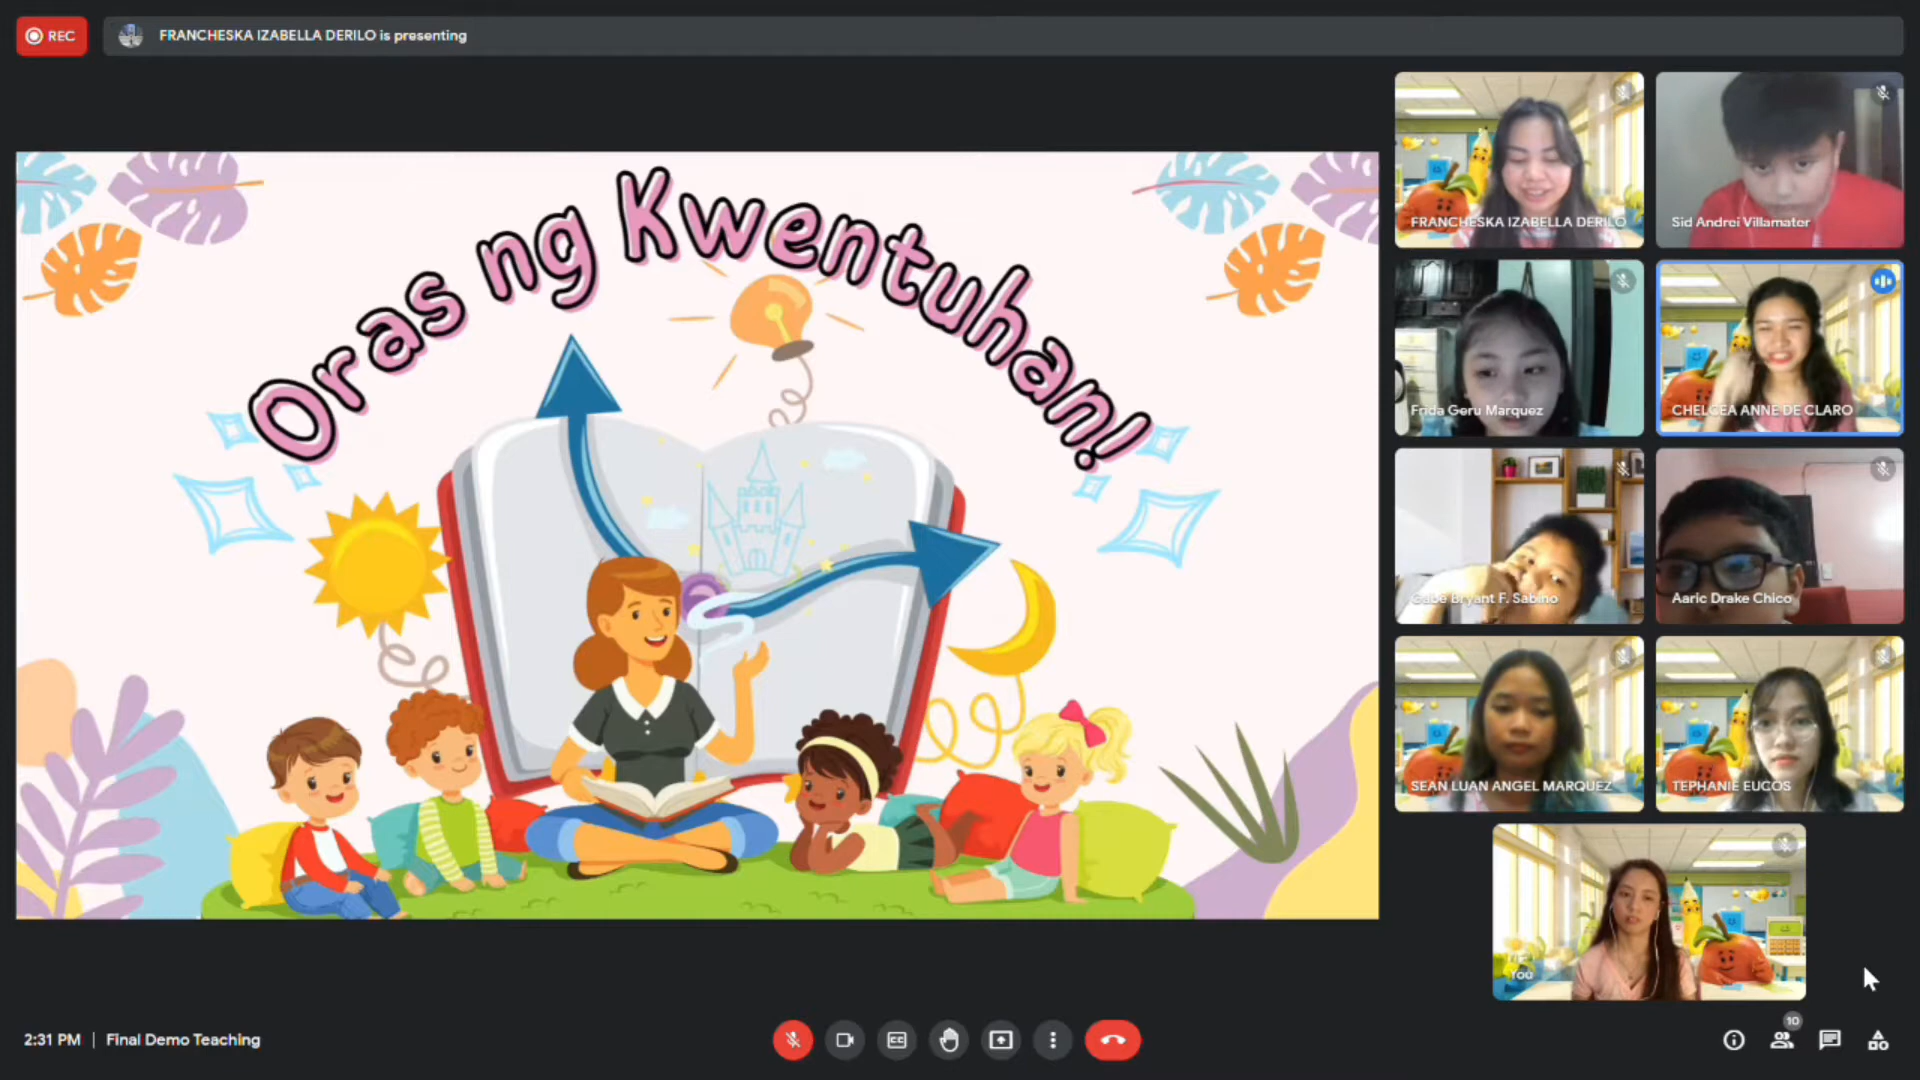 REC
FRANCHESKA IZABELLA DERILO is presenting
Oras ng Kwentuhan!
FRANCHESKA IZABELLA DERILO
Sid Andrei Villamater
Frida Geru Marquez
CHELCEA ANNE DE CLARO
Gabe Bryant F. Sabino
Aaric Drake Chico
SEAN LUAN ANGEL MARQUEZ
TEPHANIE EUCOS
YOU
2:31 PM | Final Demo Teaching
CC
10